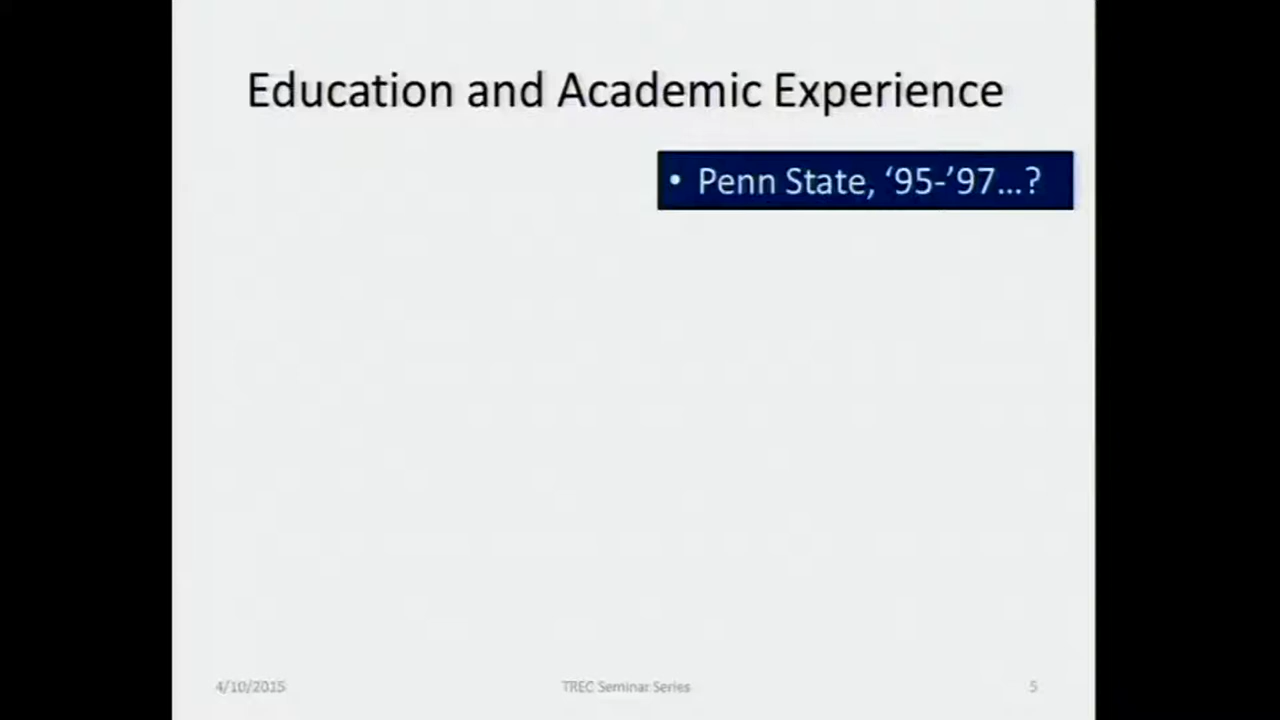 Education and Academic Experience
• Penn State, ‘95-’97...?
4/10/2015
TREC Seminar Series
5